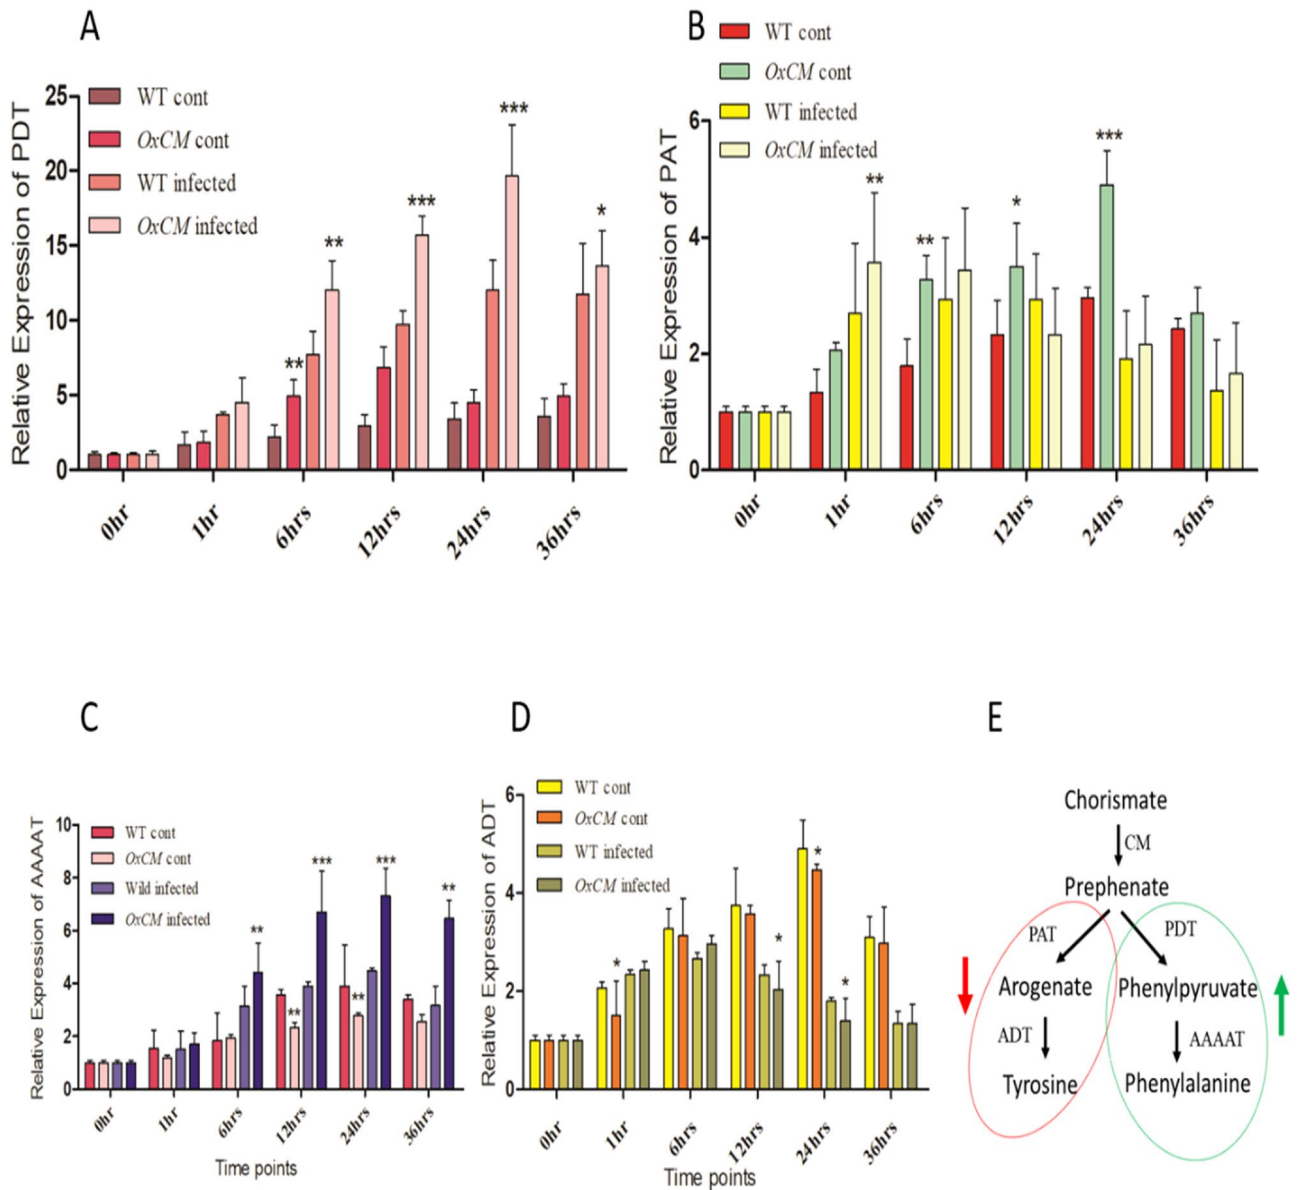 A
WT cont
OxCM cont
WT infected
OxCM infected
Relative Expression of PDT
25
20
15
10
5
0
**
**
***
***
*
0hr
1hr
6hrs
12hrs
24hrs
36hrs
B
WT cont
OxCM cont
WT infected
OxCM infected
Relative Expression of PAT
6
4
2
0
**
**
*
***
0hr
1hr
6hrs
12hrs
24hrs
36hrs
C
WT cont
OxCM cont
Wild infected
OxCM infected
Relative Expression of AAAAT
10
8
6
4
2
0
**
**
***
**
***
**
0hr
1hr
6hrs
12hrs
24hrs
36hrs
Time points
D
WT cont
OxCM cont
WT infected
OxCM infected
Relative Expression of ADT
6
4
2
0
*
*
*
*
0hr
1hr
6hrs
12hrs
24hrs
36hrs
Time points
E
Chorismate
CM
Prephenate
PAT PDT
Arogenate Phenylpyruvate
ADT AAAAT
Tyrosine Phenylalanine